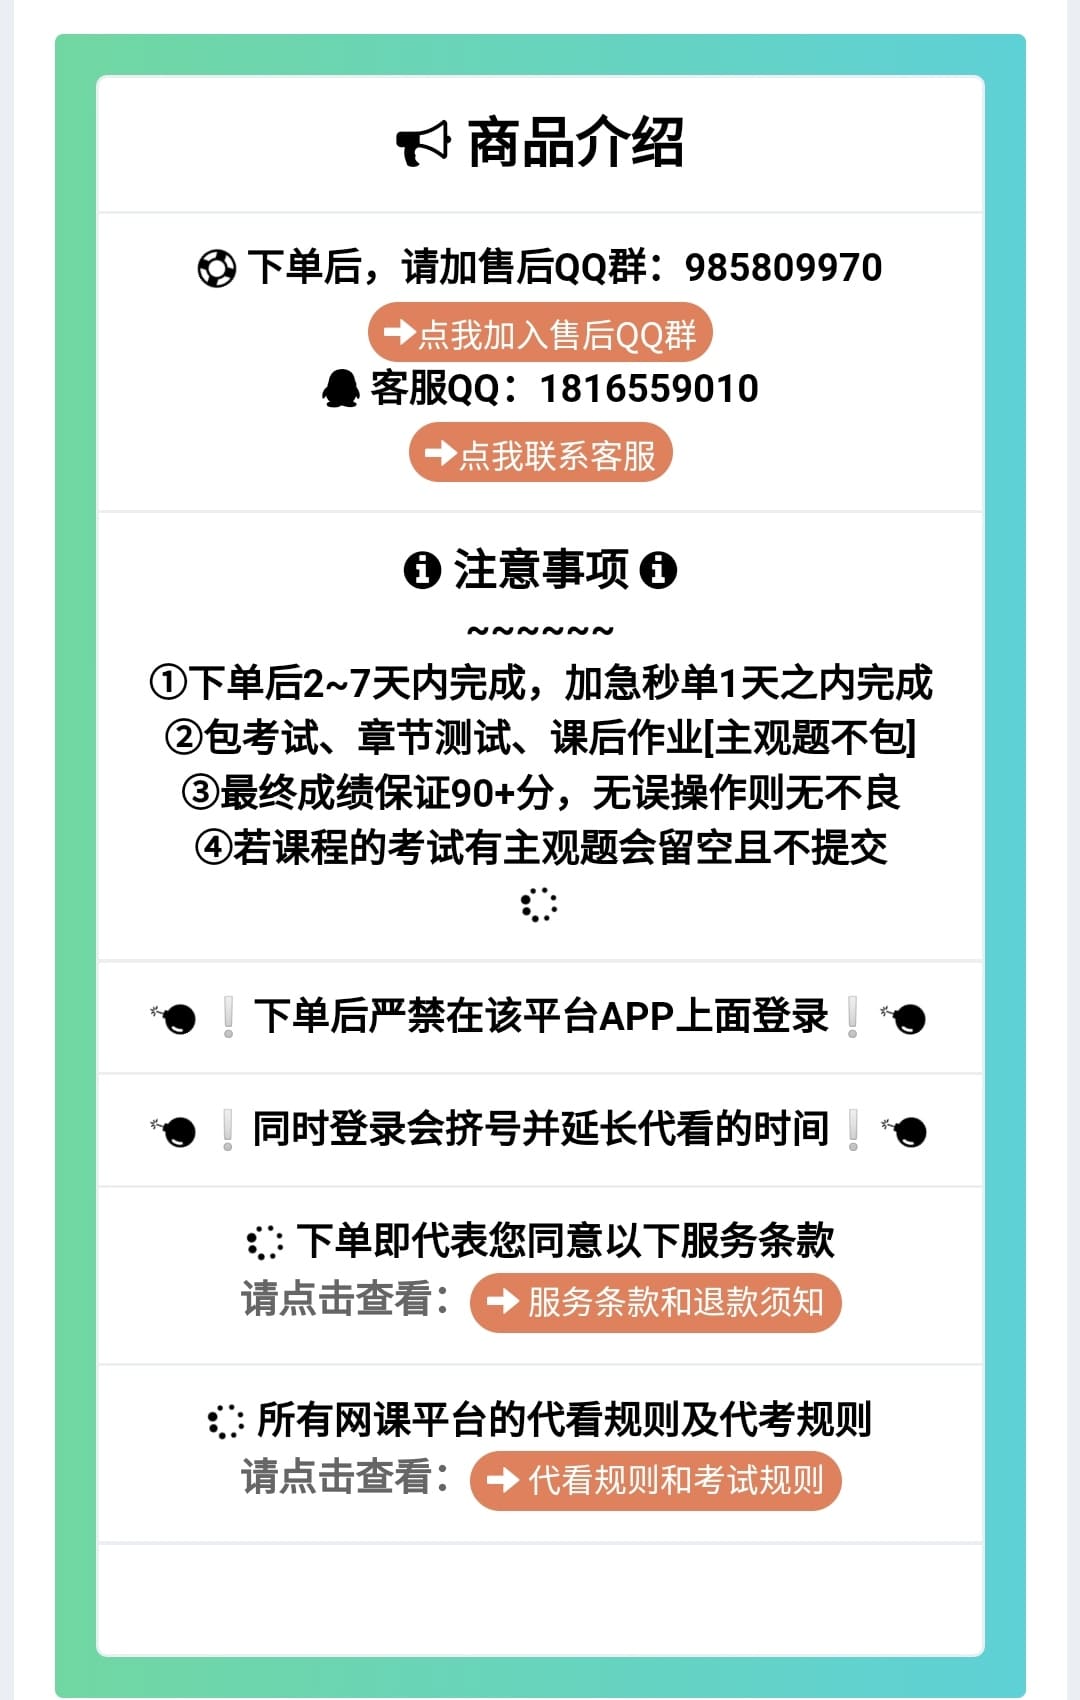 商品介绍
下单后，请加售后QQ群：985809970
点我加入售后QQ群
客服QQ：1816559010
点我联系客服
注意事项
~~~~~~
①下单后2~7天内完成，加急秒单1天之内完成
②包考试、章节测试、课后作业[主观题不包]
③最终成绩保证90+分，无误操作则无不良
④若课程的考试有主观题会留空且不提交
❕下单后严禁在该平台APP上面登录❕
❕同时登录会挤号并延长代看的时间❕
下单即代表您同意以下服务条款
请点击查看： 服务条款和退款须知
所有网课平台的代看规则及代考规则
请点击查看： 代看规则和考试规则